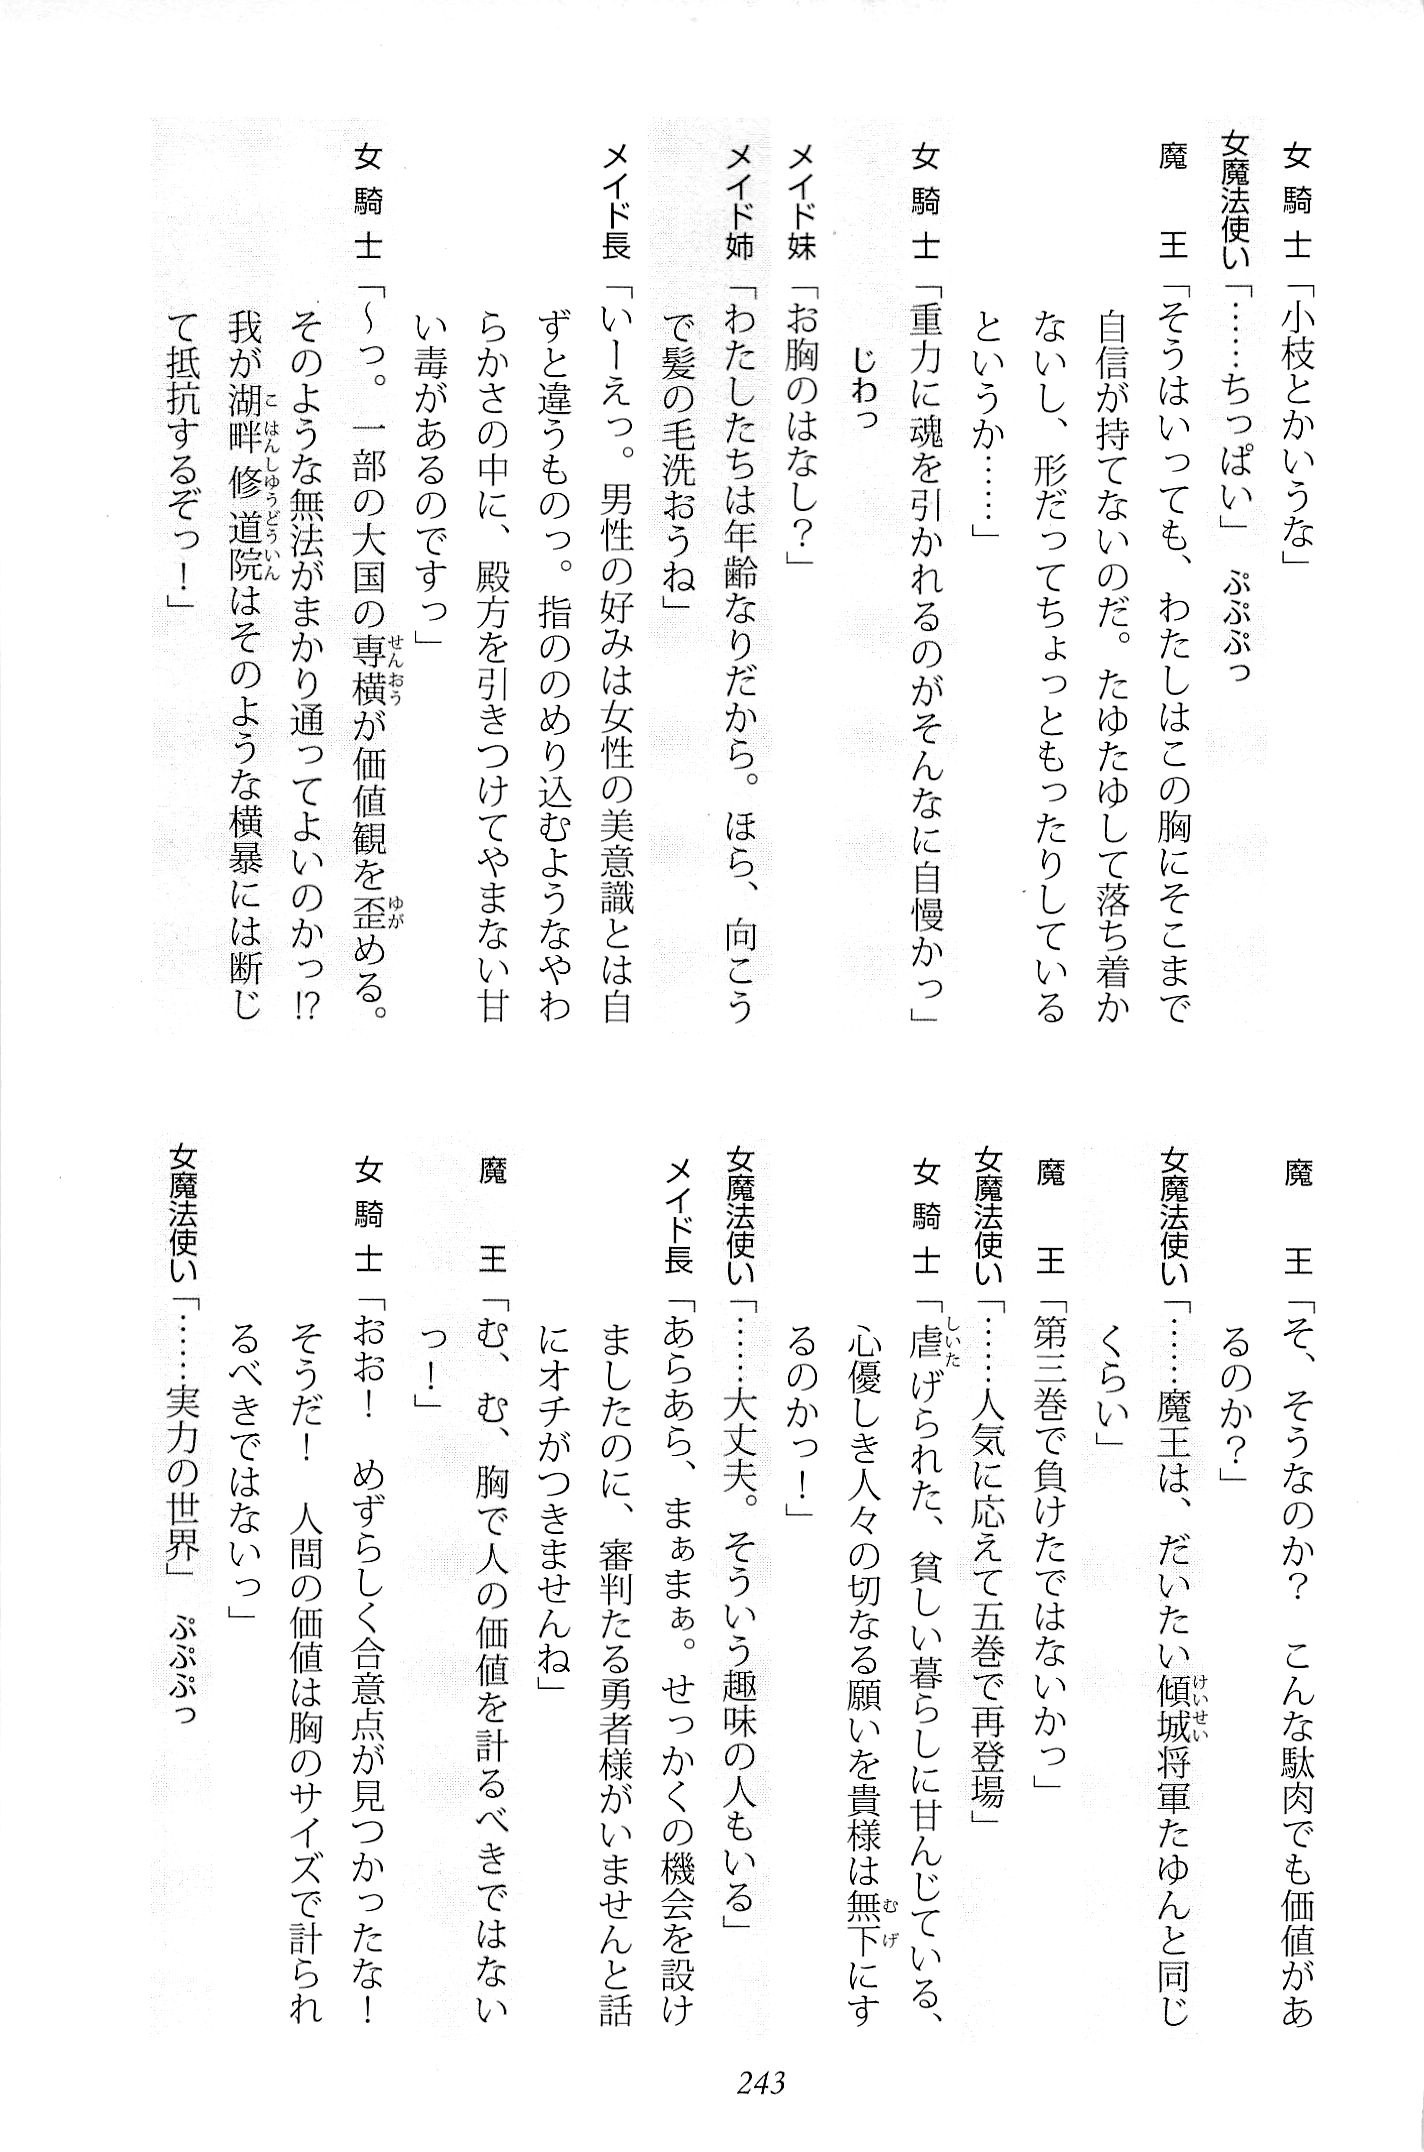 女騎士「小枝とかいうな」
女魔法使い「……ちっぱい」　ぷぷぷっ
魔王「そうはいっても、わたしはこの胸にそこまで
自信が持てないのだ。たゆたゆして落ち着か
ないし、形だってちょっともったりしている
というか……」
女騎士「重力に魂を引かれるのがそんなに自慢かっ」
じわっ
メイド妹「お胸のはなし？」
メイド姉「わたしたちは年齢なりだから。ほら、向こう
で髪の毛洗おうね」
メイド長「いーえっ。男性の好みは女性の美意識とは自
ずと違うものっ。指ののめり込むようなやわ
らかさの中に、殿方を引きつけてやまない甘
い毒があるのですっ」
女騎士「～っ。一部の大国の専横が価値観を歪める。
そのような無法がまかり通ってよいのかっ!?
我が湖畔修道院はそのような横暴には断じ
て抵抗するぞっ！」
魔王「そ、そうなのか？　こんな駄肉でも価値があ
るのか？」
女魔法使い「……魔王は、だいたい傾城将軍たゆんと同じ
くらい」
魔王「第三巻で負けたではないかっ」
女魔法使い「……人気に応えて五巻で再登場」
女騎士「虐げられた、貧しい暮らしに甘んじている、
心優しき人々の切なる願いを貴様は無下にす
るのかっ！」
女魔法使い「……大丈夫。そういう趣味の人もいる」
メイド長「あらあら、まぁまぁ。せっかくの機会を設け
ましたのに、審判たる勇者様がいませんと話
にオチがつきませんね」
魔王「む、む、胸で人の価値を計るべきではない
っ！」
女騎士「おお！　めずらしく合意点が見つかったな！
そうだ！　人間の価値は胸のサイズで計られ
るべきではないっ」
女魔法使い「……実力の世界」　ぷぷぷっ
243